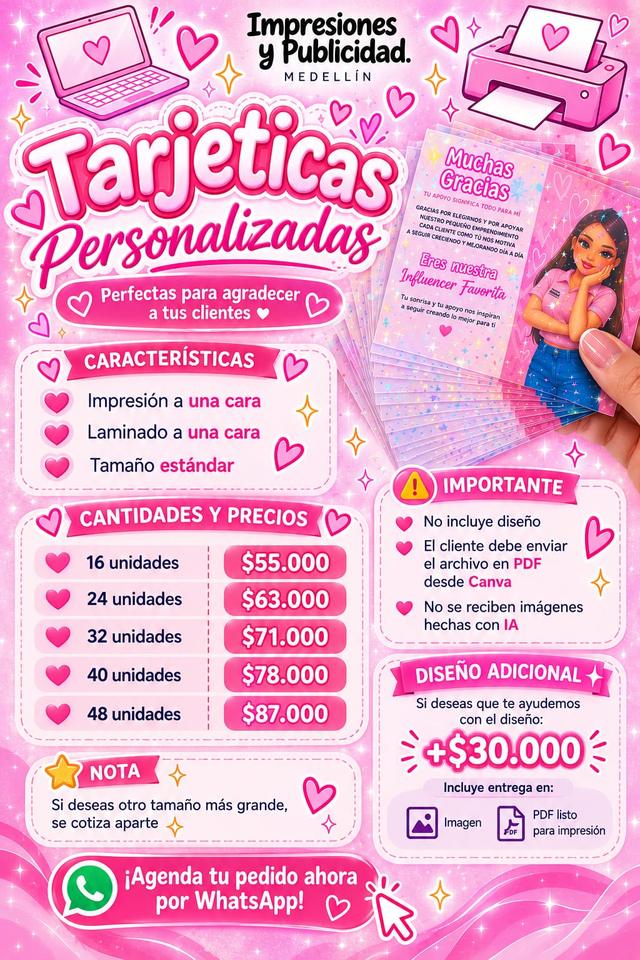 Impresiones
y Publicidad.
MEDELLÍN
Tarjeticas
Personalizadas
Perfectas para agradecer
a tus clientes
Muchas
Gracias
TU APOYO SIGNIFICA TODO PARA MÍ
GRACIAS POR ELEGIRNOS Y POR APOYAR
NUESTRO PEQUEÑO EMPRENDIMIENTO
CADA CLIENTE COMO TÚ NOS MOTIVA
A SEGUIR CRECIENDO Y MEJORANDO DÍA A DÍA
Eres nuestra
Influencer Favorita
Tu sonrisa y tu apoyo nos inspiran
a seguir creando lo mejor para ti
CARACTERÍSTICAS
Impresión a una cara
Laminado a una cara
Tamaño estándar
CANTIDADES Y PRECIOS
16 unidades $55.000
24 unidades $63.000
32 unidades $71.000
40 unidades $78.000
48 unidades $87.000
NOTA
Si deseas otro tamaño más grande,
se cotiza aparte
IMPORTANTE
No incluye diseño
El cliente debe enviar
el archivo en PDF
desde Canva
No se reciben imágenes
hechas con IA
DISEÑO ADICIONAL
Si deseas que te ayudemos
con el diseño:
+$30.000
Incluye entrega en:
Imagen
PDF
PDF listo
para impresión
¡Agenda tu pedido ahora
por WhatsApp!